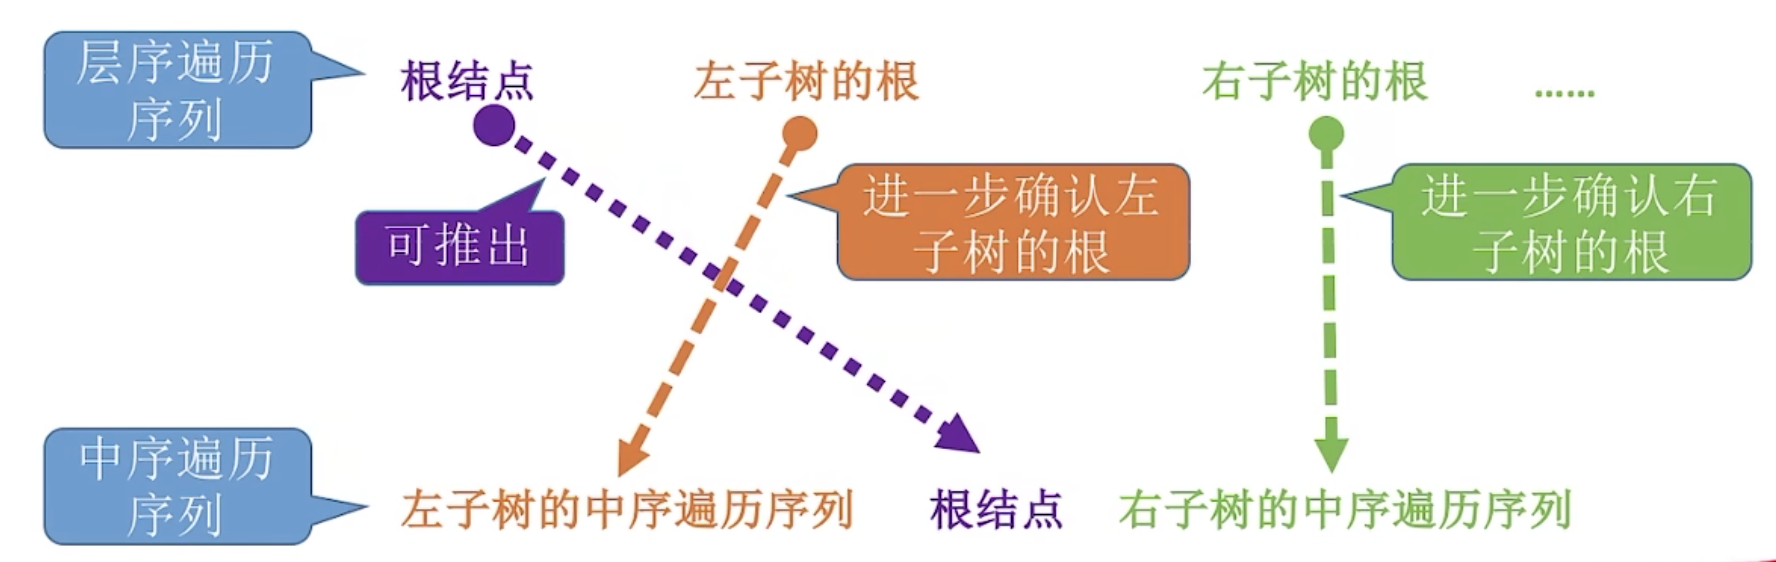 层序遍历
序列
根结点
左子树的根
右子树的根
……
可推出
进一步确认左
子树的根
进一步确认右
子树的根
中序遍历
序列
左子树的中序遍历序列
根结点
右子树的中序遍历序列